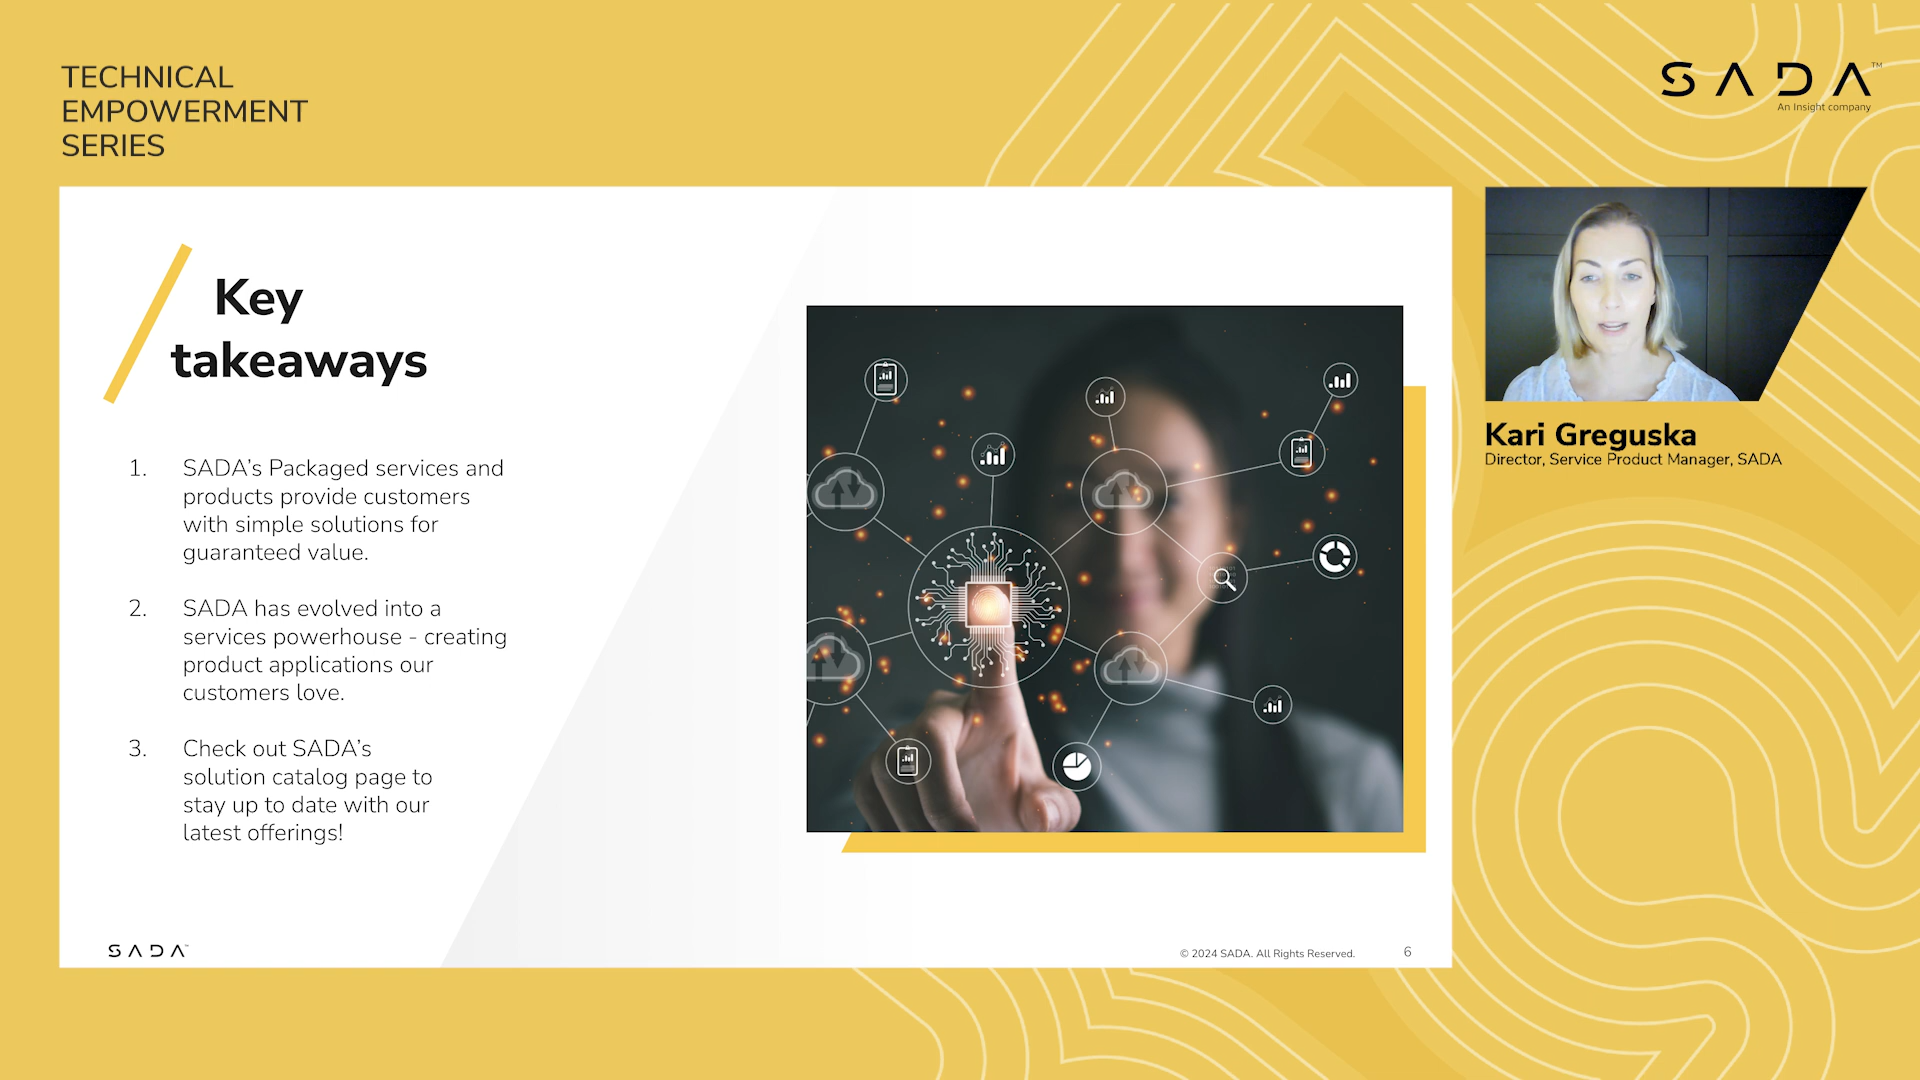 TECHNICAL
EMPOWERMENT
SERIES
SADA™
An Insight company
Key
takeaways
1. SADA’s Packaged services and
products provide customers
with simple solutions for
guaranteed value.
2. SADA has evolved into a
services powerhouse - creating
product applications our
customers love.
3. Check out SADA’s
solution catalog page to
stay up to date with our
latest offerings!
SADA™
© 2024 SADA. All Rights Reserved.
6
Kari Greguska
Director, Service Product Manager, SADA